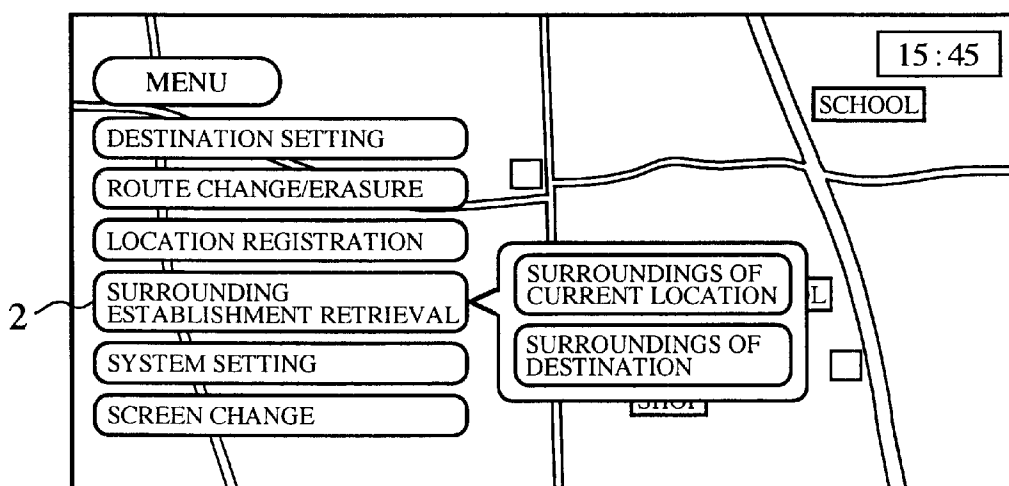 MENU
15:45
SCHOOL
DESTINATION SETTING
ROUTE CHANGE/ERASURE
LOCATION REGISTRATION
2
SURROUNDING
ESTABLISHMENT RETRIEVAL
SURROUNDINGS OF
CURRENT LOCATION
SURROUNDINGS OF
DESTINATION
SYSTEM SETTING
SCREEN CHANGE